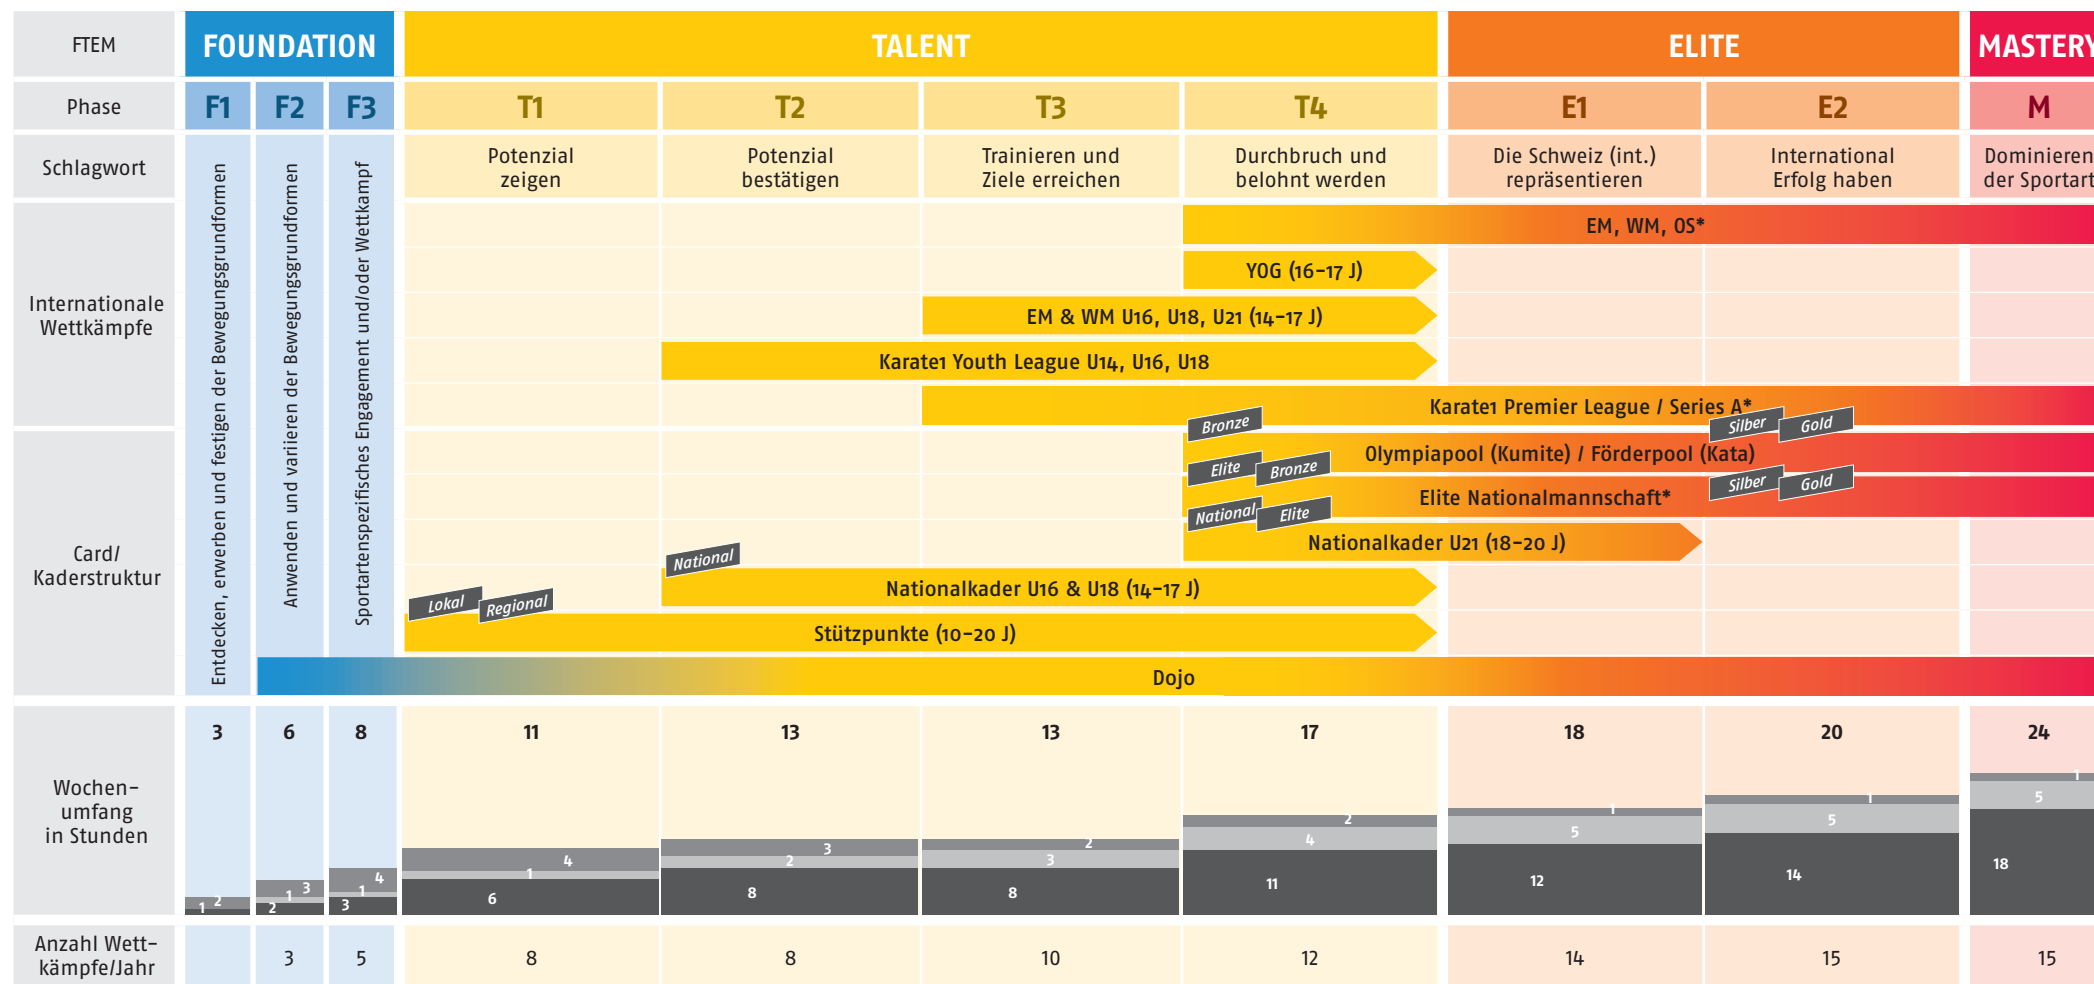 FTEM FOUNDATION TALENT ELITE MASTERY
Phase F1 F2 F3 T1 T2 T3 T4 E1 E2 M
Schlagwort
Entdecken, erwerben und festigen der Bewegungsgrundformen
Anwenden und variieren der Bewegungsgrundformen
Sportartenspezifisches Engagement und/oder Wettkampf
Potenzial
zeigen
Potenzial
bestätigen
Trainieren und
Ziele erreichen
Durchbruch und
belohnt werden
Die Schweiz (int.)
repräsentieren
International
Erfolg haben
Dominieren
der Sportart
Internationale
Wettkämpfe
EM, WM, OS*
YOG (16–17 J)
EM & WM U16, U18, U21 (14–17 J)
Karate1 Youth League U14, U16, U18
Karate1 Premier League / Series A*
Card/
Kaderstruktur
Bronze Silber Gold
Olympiapool (Kumite) / Förderpool (Kata)
Elite Bronze Silber Gold
Elite Nationalmannschaft*
National Elite
Nationalkader U21 (18–20 J)
National
Nationalkader U16 & U18 (14–17 J)
Lokal Regional
Stützpunkte (10–20 J)
Dojo
Wochen-
umfang
in Stunden
3 6 8 11 13 13 17 18 20 24
2 3 4 4 3 2 2 1 1 1
1 1 1 2 3 4 5 5 5
1 2 3 6 8 8 11 12 14 18
Anzahl Wett-
kämpfe/Jahr
3 5 8 8 10 12 14 15 15